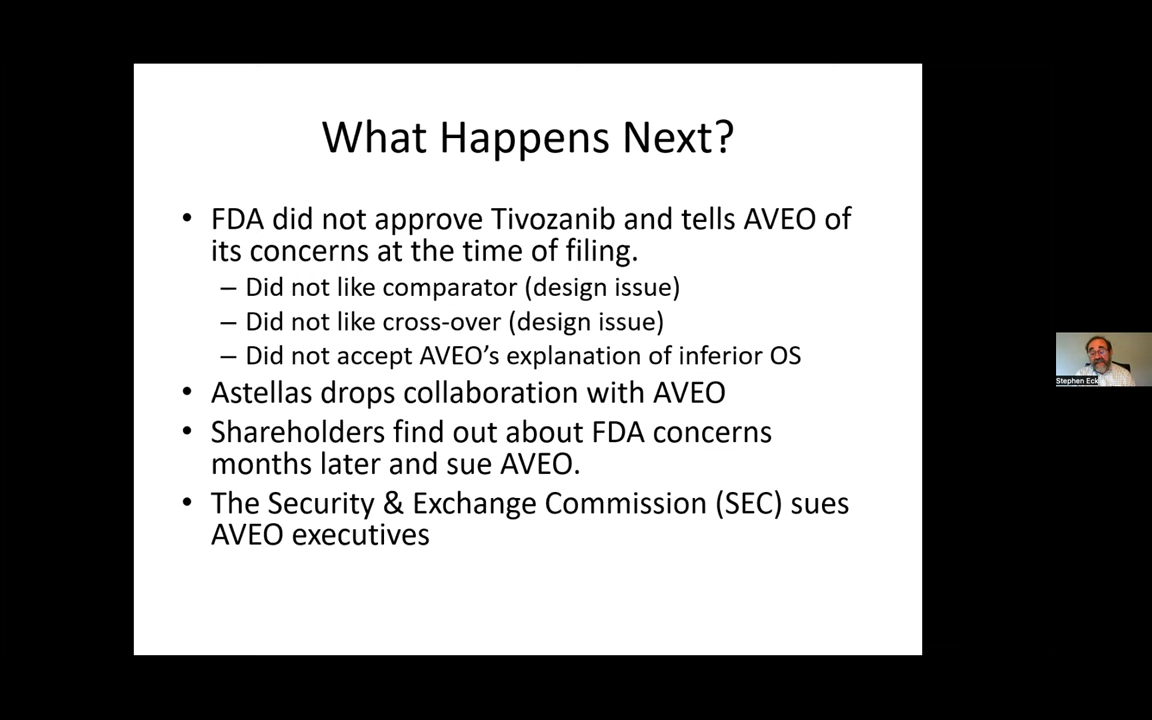 What Happens Next?
• FDA did not approve Tivozanib and tells AVEO of
its concerns at the time of filing.
– Did not like comparator (design issue)
– Did not like cross-over (design issue)
– Did not accept AVEO’s explanation of inferior OS
• Astellas drops collaboration with AVEO
• Shareholders find out about FDA concerns
months later and sue AVEO.
• The Security & Exchange Commission (SEC) sues
AVEO executives
Stephen Eck